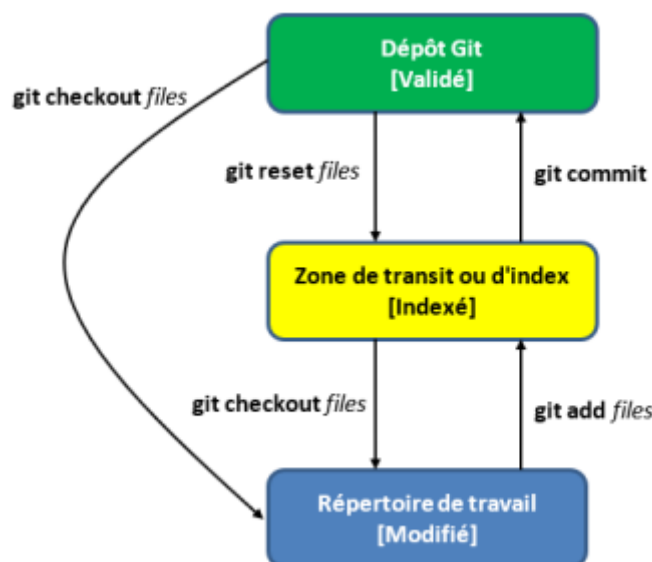 Dépôt Git
[Validé]
git checkout files
git reset files
git commit
Zone de transit ou d'index
[Indexé]
git checkout files
git add files
Répertoire de travail
[Modifié]